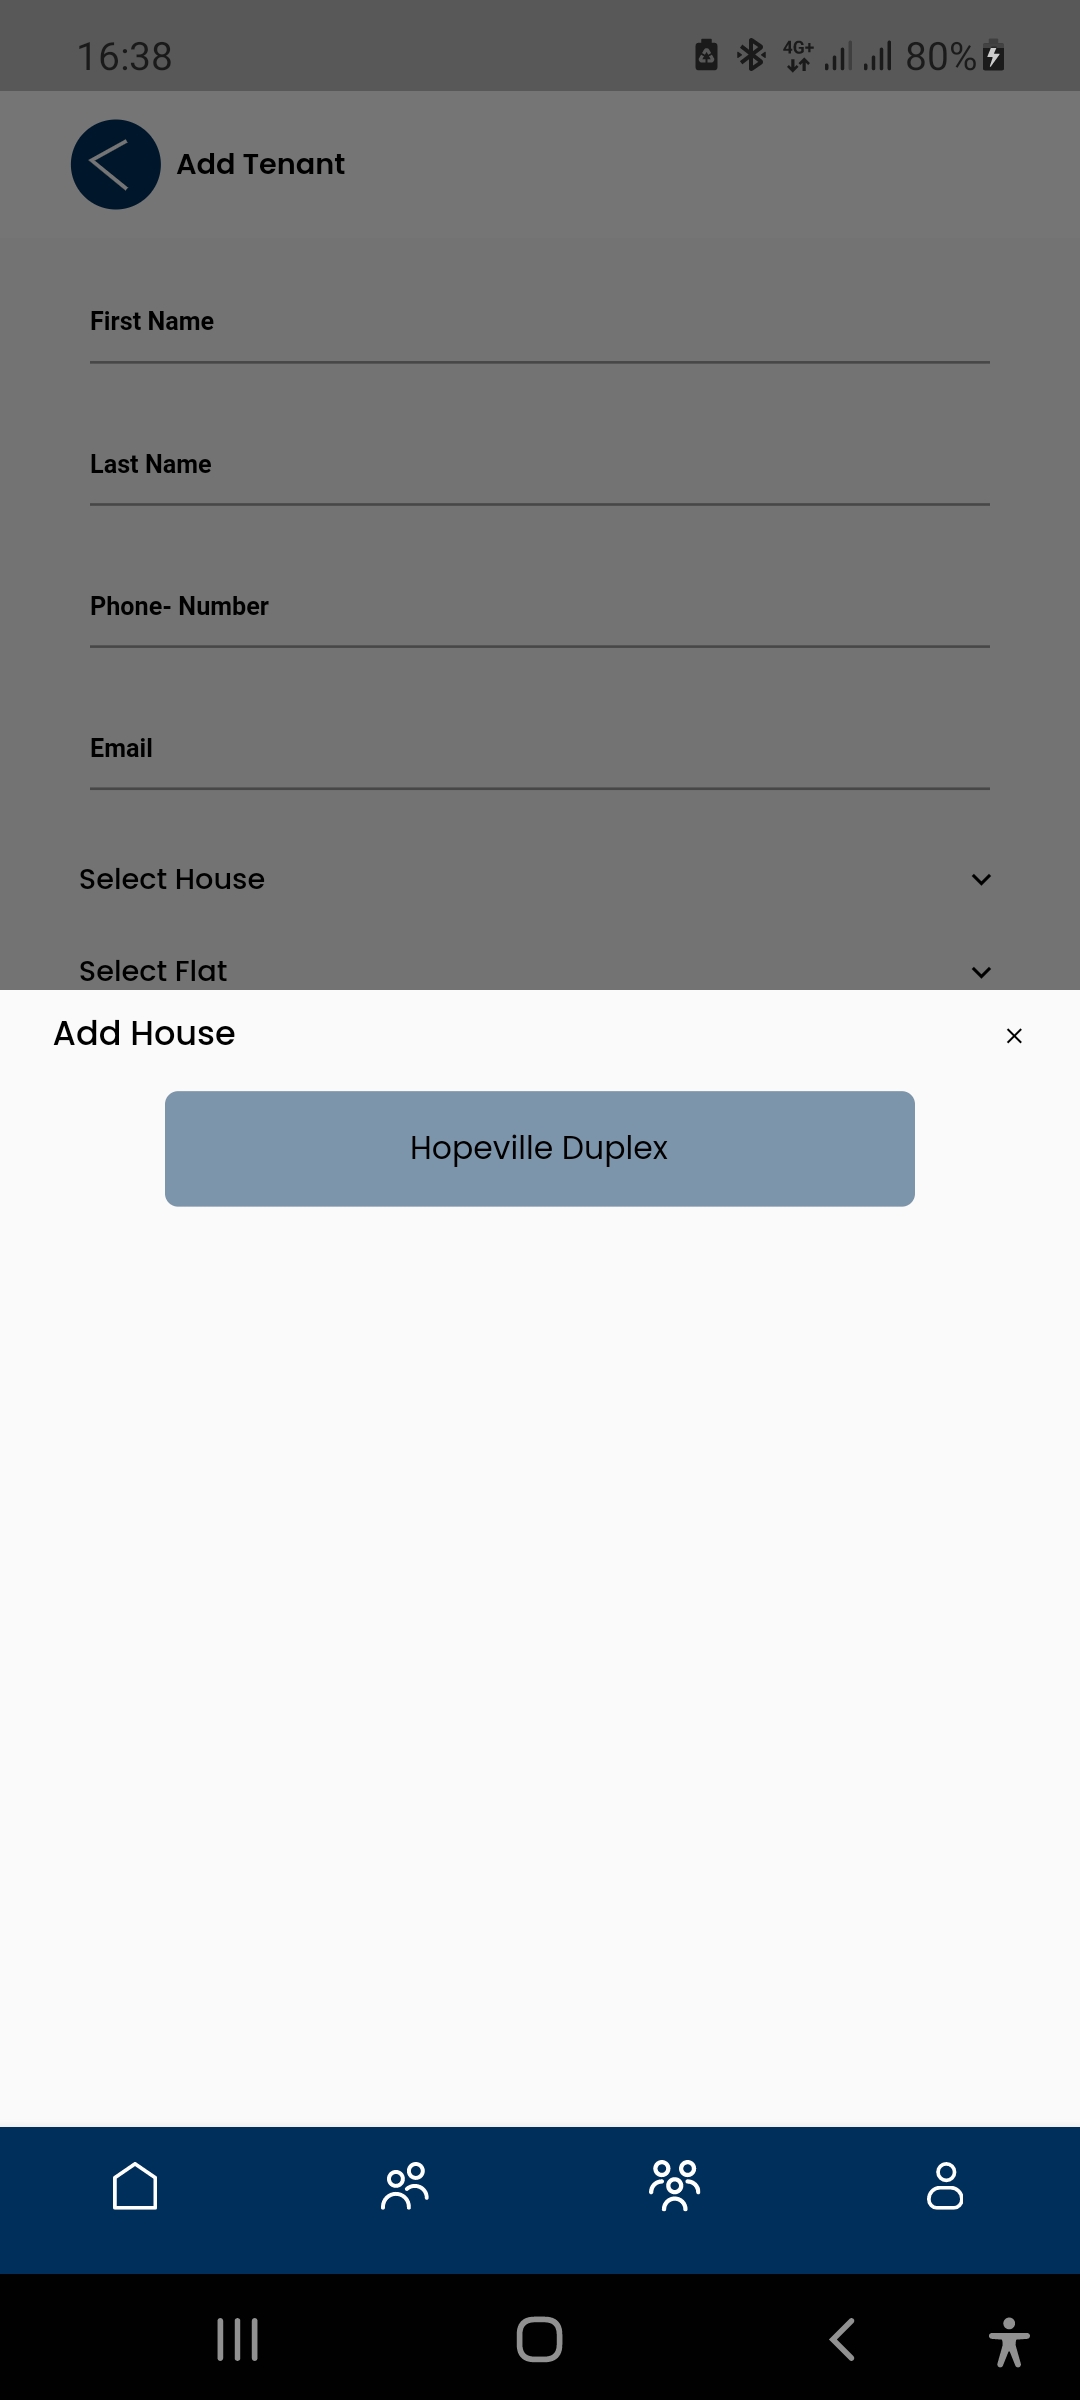 16:38
4G+
80%
Add Tenant
First Name
Last Name
Phone- Number
Email
Select House
Select Flat
Add House
Hopeville Duplex